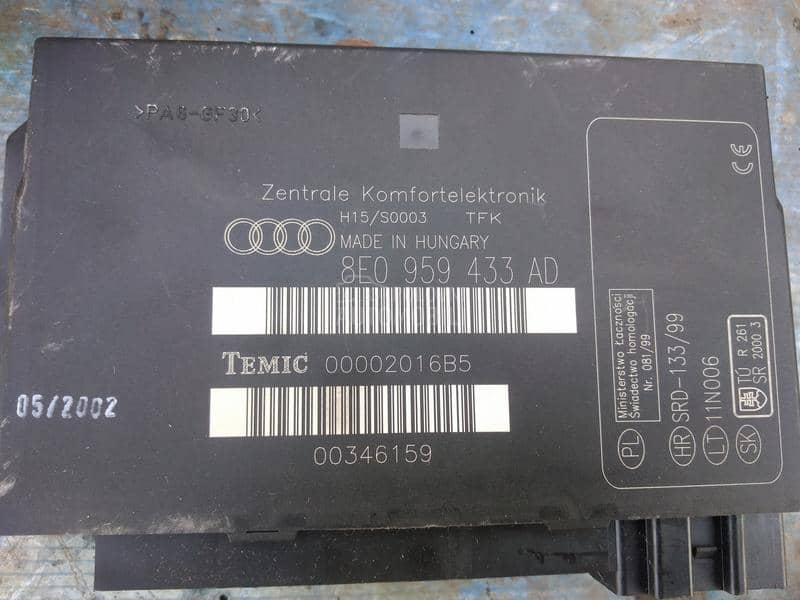 >PA6-GF30<
Zentrale Komfortelektronik
H15/S0003 TFK
MADE IN HUNGARY
8E0 959 433 AD
TEMIC 00002016B5
00346159
05/2002
CE
Ministerstwo Łączności
Świadectwo homologacji
Nr. 081/99
PL
HR SRD-133/99
LT 11N006
SK TÚ R 261
SR 2000 3